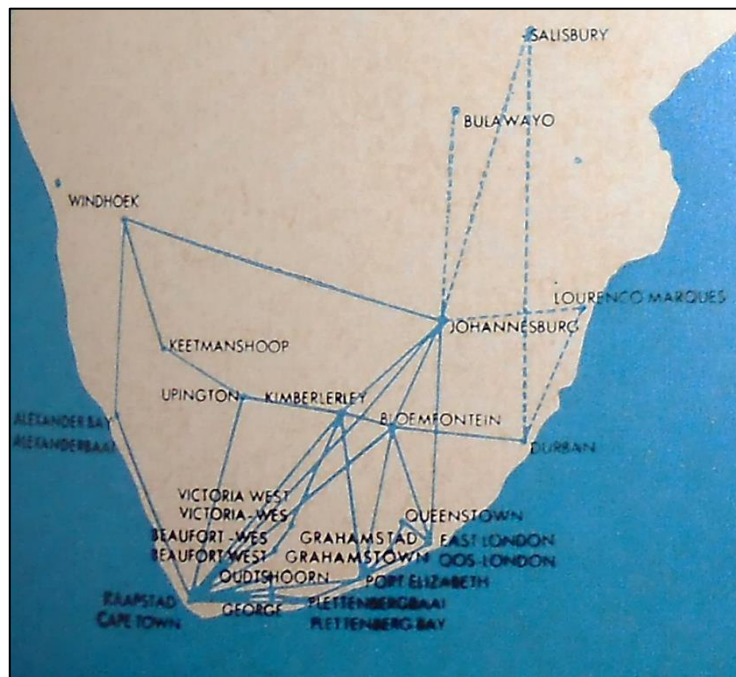 SALISBURY
BULAWAYO
WINDHOEK
LOURENCO MARQUES
JOHANNESBURG
KEETMANSHOOP
UPINGTON
KIMBERLERLEY
BLOEMFONTEIN
ALEXANDER BAY
ALEXANDERBAAI
DURBAN
VICTORIA WEST
VICTORIA-WES
QUEENSTOWN
BEAUFORT-WES
BEAUFORT WEST
GRAHAMSTAD
GRAHAMSTOWN
EAST LONDON
OOS-LONDON
OUDTSHOORN
PORT ELIZABETH
KAAPSTAD
CAPE TOWN
GEORGE
PLETTENBERGBAAI
PLETTENBERG BAY